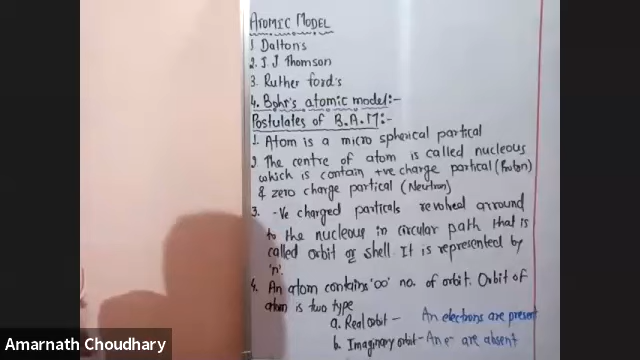 ATOMIC MODEL
1 Daltons
2. J. J Thomson
3. Ruther ford's
4. Bohr's atomic model:-
Postulates of B.A.M:-
1. Atom is a micro spherical partical
2 The centre of atom is called nucleous
which is contain +ve charge partical (Proton)
& zero charge partical (Neutron)
3. -Ve charged particals revolved arround
to the nucleous in circular path that is
called orbit or shell. It is represented by
'n'.
4. An atom contains '∞' no. of orbit. Orbit of
atom is two type
a. Real orbit - An electrons are present
b. Imaginary orbit - An e⁻ are absent
Amarnath Choudhary